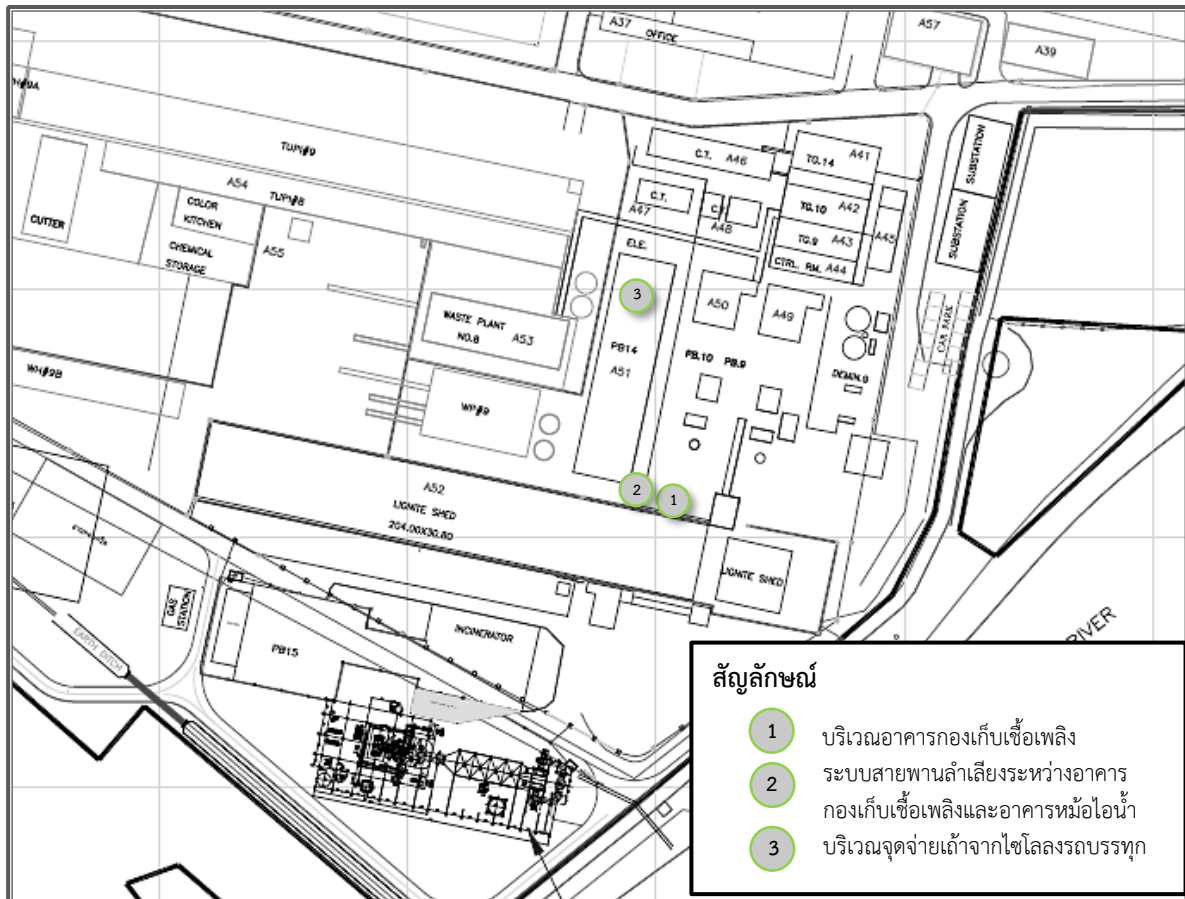 A37
OFFICE
A57
A39
TUPI#9
A54
TUPI#8
CUTTER
COLOR
KITCHEN
CHEMICAL
STORAGE
A55
C.T. A46
TG.14 A41
C.T.
A47
A48
TG.10 A42
TG.9 A43
A45
CTRL. RM. A44
SUBSTATION
SUBSTATION
CAR PARK
ELE.
3
PB14
A51
A50
A49
PB.10 PB.9
DEMIN.9
WASTE PLANT
NO.8 A53
WP#9
WH#9B
A52
LIGNITE SHED
204.00X30.80
2
1
LIGNITE SHED
GAS
STATION
EARTH DITCH
PB15
INCINERATOR
RIVER
สัญลักษณ์
1 บริเวณอาคารกองเก็บเชื้อเพลิง
2 ระบบสายพานลำเลียงระหว่างอาคาร
กองเก็บเชื้อเพลิงและอาคารหม้อไอน้ำ
3 บริเวณจุดจ่ายเถ้าจากไซโลลงรถบรรทุก